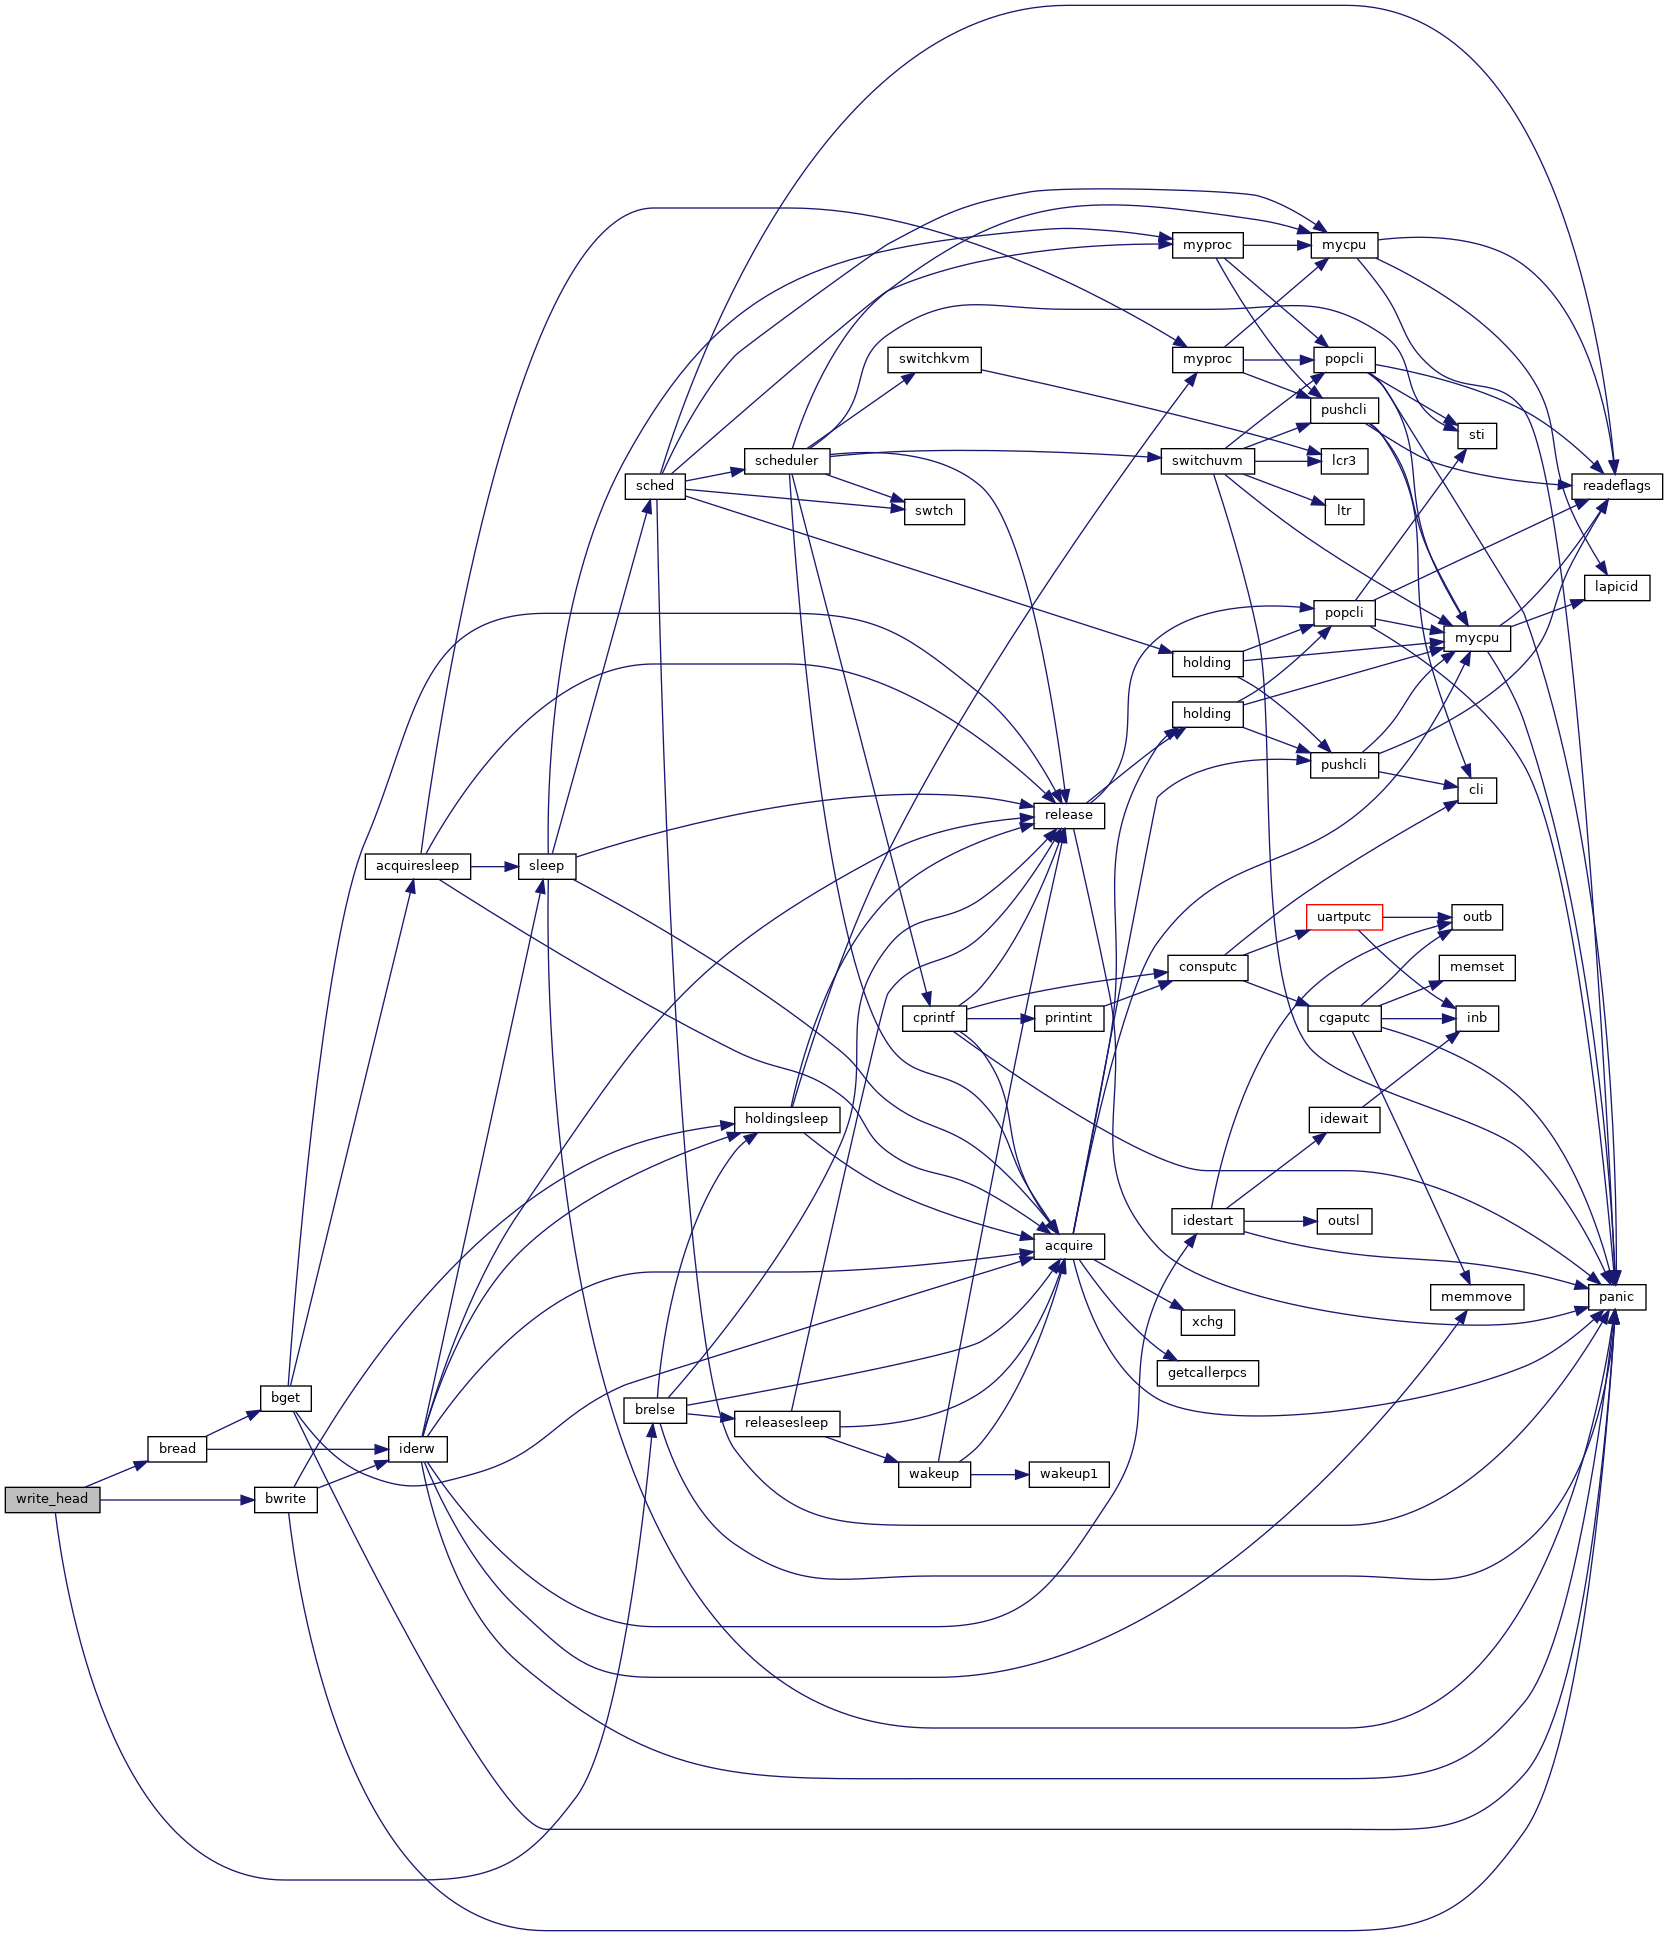 write_head
bread
bwrite
bget
iderw
acquiresleep
sleep
sched
brelse
scheduler
holdingsleep
releasesleep
switchkvm
swtch
cprintf
wakeup
release
printint
acquire
wakeup1
myproc
myproc
switchuvm
holding
holding
consputc
idestart
xchg
getcallerpcs
mycpu
popcli
pushcli
lcr3
ltr
popcli
pushcli
uartputc
cgaputc
idewait
outsl
sti
mycpu
cli
outb
memset
inb
memmove
readeflags
lapicid
panic